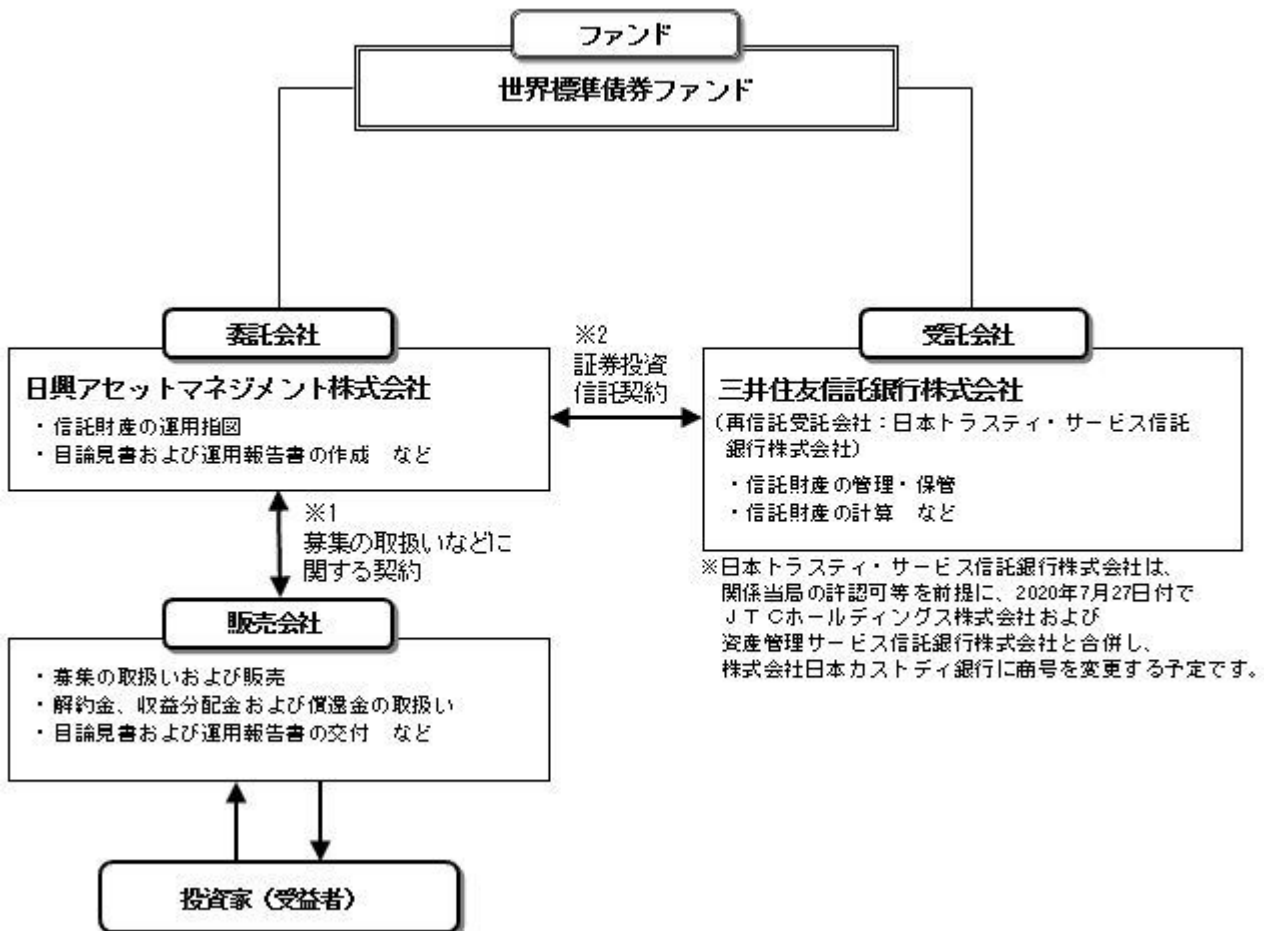 ファンド
世界標準債券ファンド
委託会社
日興アセットマネジメント株式会社
・信託財産の運用指図
・目論見書および運用報告書の作成　など
※2
証券投資
信託契約
受託会社
三井住友信託銀行株式会社
（再信託受託会社：日本トラスティ・サービス信託
銀行株式会社）
・信託財産の管理・保管
・信託財産の計算　など
※日本トラスティ・サービス信託銀行株式会社は、
関係当局の許認可等を前提に、2020年7月27日付で
ＪＴＣホールディングス株式会社および
資産管理サービス信託銀行株式会社と合併し、
株式会社日本カストディ銀行に商号を変更する予定です。
※1
募集の取扱いなどに
関する契約
販売会社
・募集の取扱いおよび販売
・解約金、収益分配金および償還金の取扱い
・目論見書および運用報告書の交付　など
投資家（受益者）